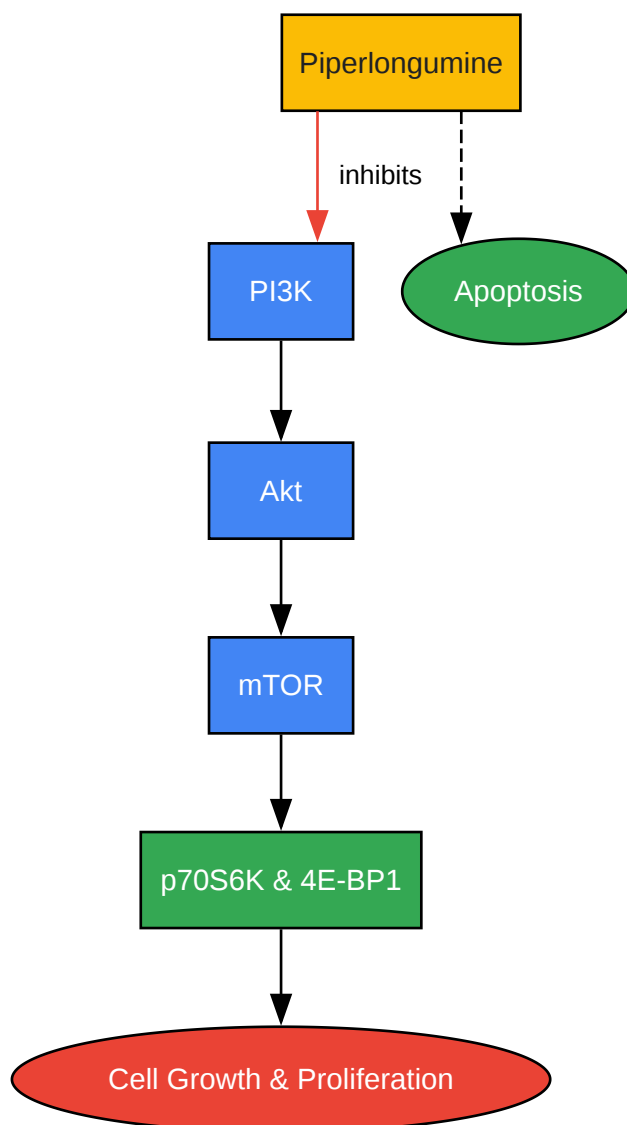 Piperlongumine
inhibits
PI3K
Apoptosis
Akt
mTOR
p70S6K & 4E-BP1
Cell Growth & Proliferation